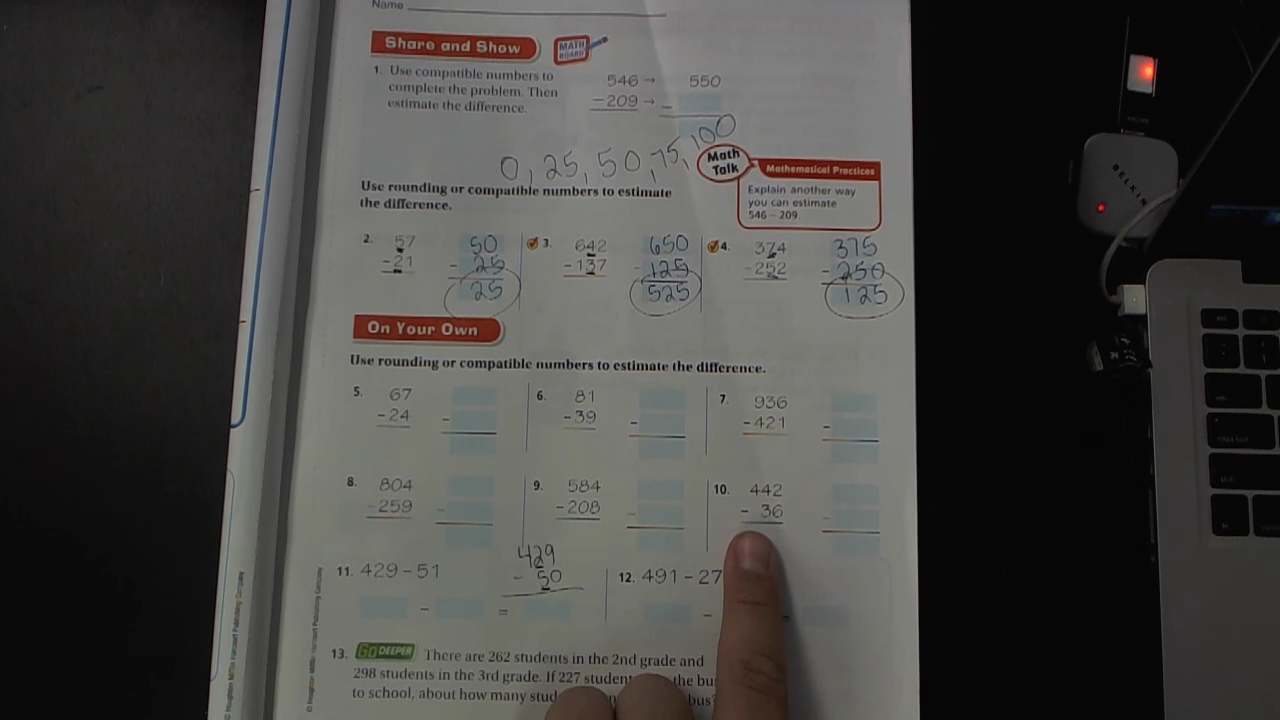 Name
Share and Show
MATH BOARD
1. Use compatible numbers to
complete the problem. Then
estimate the difference.
546 → 550
−209 → −
0, 25, 50, 75, 100
Math Talk
Mathematical Practices
Explain another way
you can estimate
546 − 209.
Use rounding or compatible numbers to estimate
the difference.
2. 57 50
−21 − 25
25
3. 642 650
−137 − 125
525
4. 374 375
−252 − 250
125
On Your Own
Use rounding or compatible numbers to estimate the difference.
5. 67
−24 −
6. 81
−39 −
7. 936
−421 −
8. 804
−259 −
9. 584
−208 −
10. 442
− 36 −
11. 429 − 51
429
− 50
− =
12. 491 − 27
− =
13. Go DEEPER There are 262 students in the 2nd grade and
298 students in the 3rd grade. If 227 the
to school, about how many bus?
BELKIN